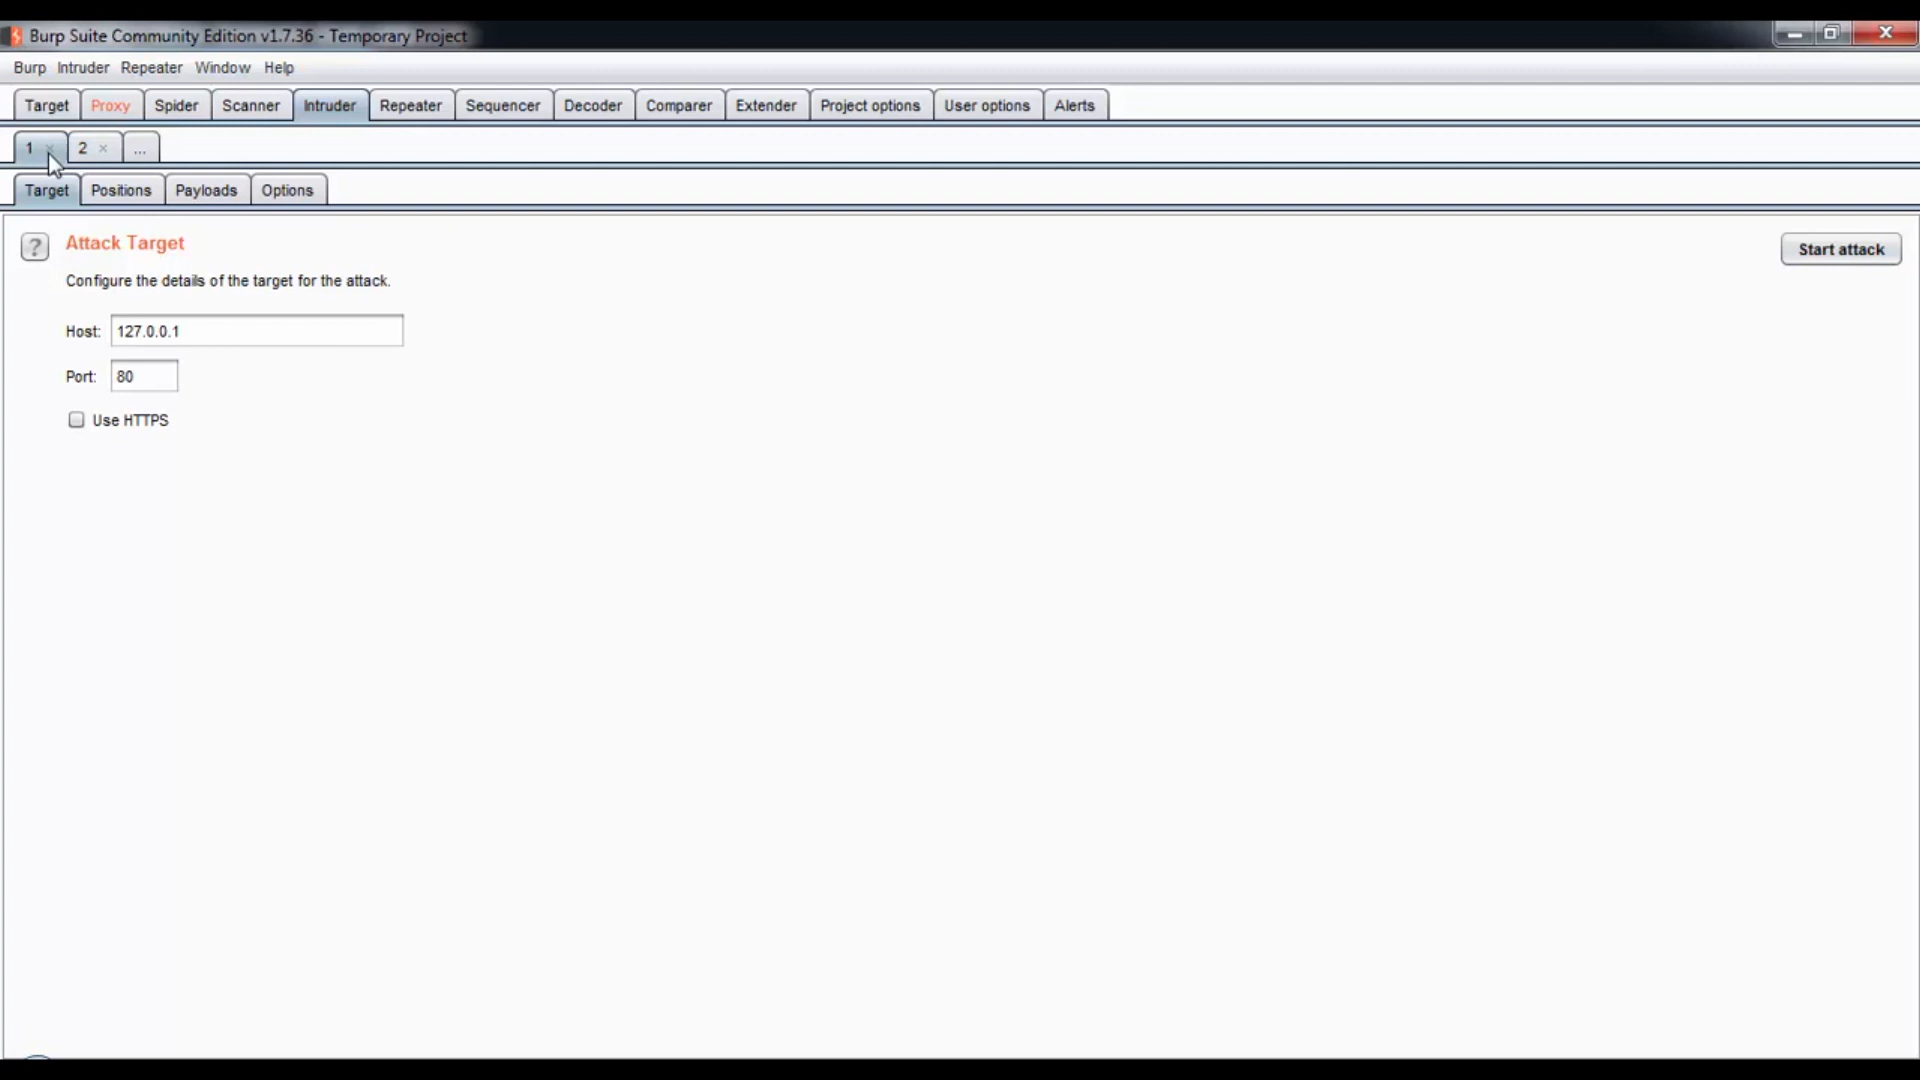 Burp Suite Community Edition v1.7.36 - Temporary Project
Burp Intruder Repeater Window Help
Target Proxy Spider Scanner Intruder Repeater Sequencer Decoder Comparer Extender Project options User options Alerts
1 × 2 × ...
Target Positions Payloads Options
? Attack Target Start attack
Configure the details of the target for the attack.
Host: 127.0.0.1
Port: 80
Use HTTPS